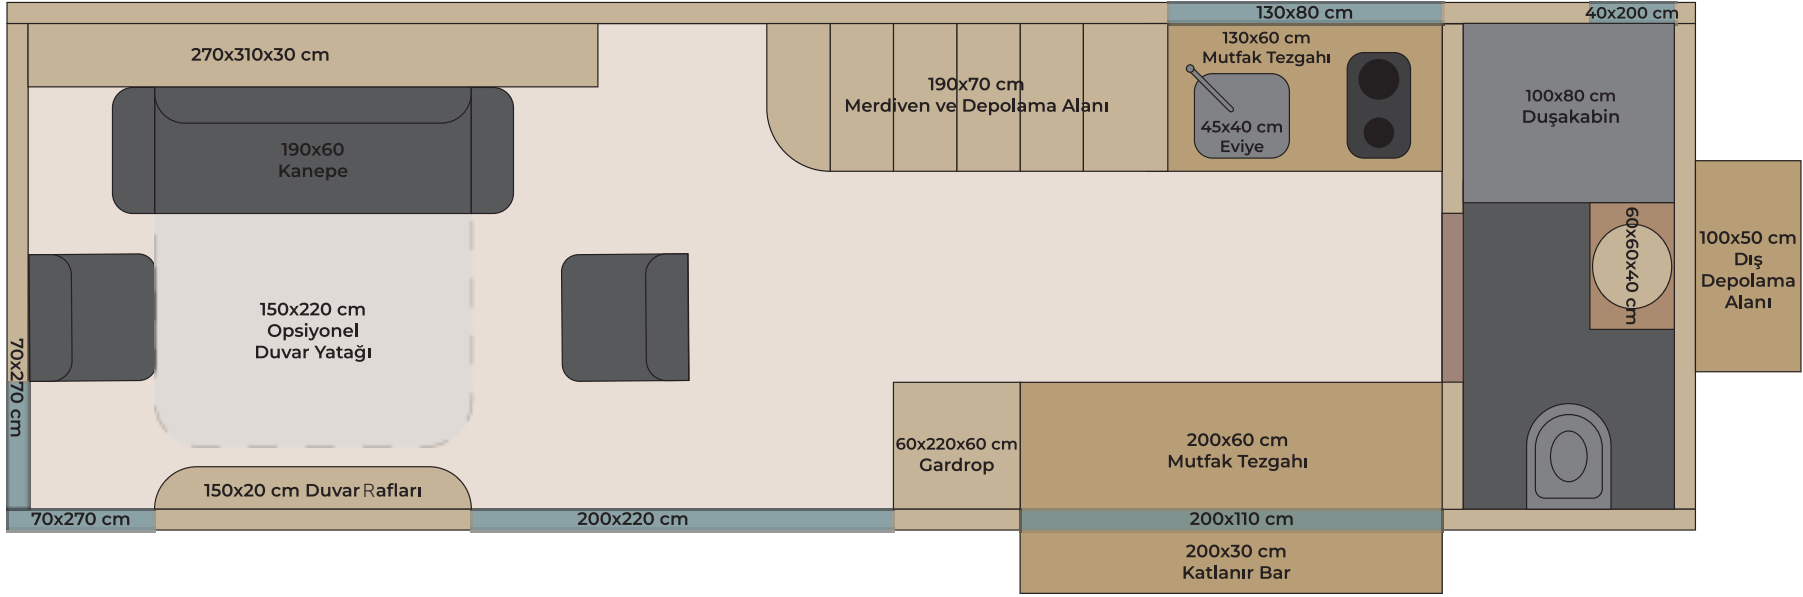 130x80 cm
40x200 cm
270x310x30 cm
130x60 cm
Mutfak Tezgahı
190x70 cm
Merdiven ve Depolama Alanı
45x40 cm
Eviye
100x80 cm
Duşakabin
190x60
Kanepe
60x60x40 cm
100x50 cm
Dış
Depolama
Alanı
150x220 cm
Opsiyonel
Duvar Yatağı
70x270 cm
60x220x60 cm
Gardrop
200x60 cm
Mutfak Tezgahı
150x20 cm Duvar Rafları
70x270 cm
200x220 cm
200x110 cm
200x30 cm
Katlanır Bar